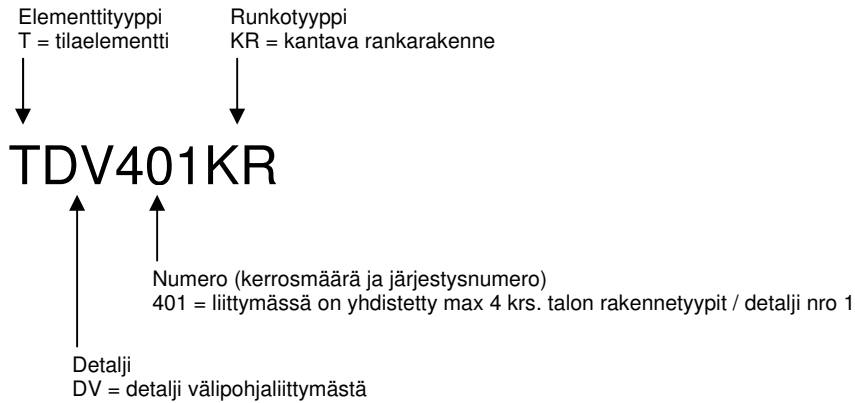 Elementtityyppi
T = tilaelementti
Runkotyyppi
KR = kantava rankarakenne
TDV401KR
Numero (kerrosmäärä ja järjestysnumero)
401 = liittymässä on yhdistetty max 4 krs. talon rakennetyypit / detalji nro 1
Detalji
DV = detalji välipohjaliittymästä